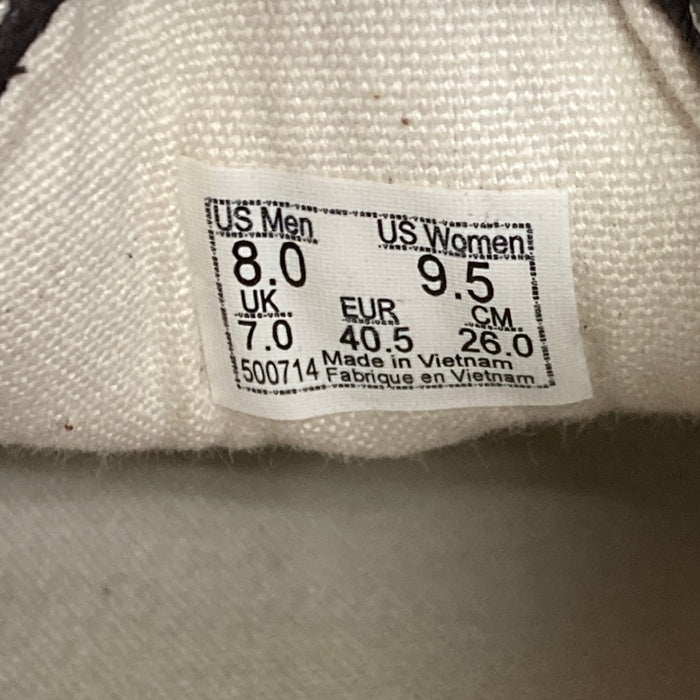 US Men US Women
8.0 9.5
UK EUR CM
7.0 40.5 26.0
500714 Made in Vietnam
Fabrique en Vietnam